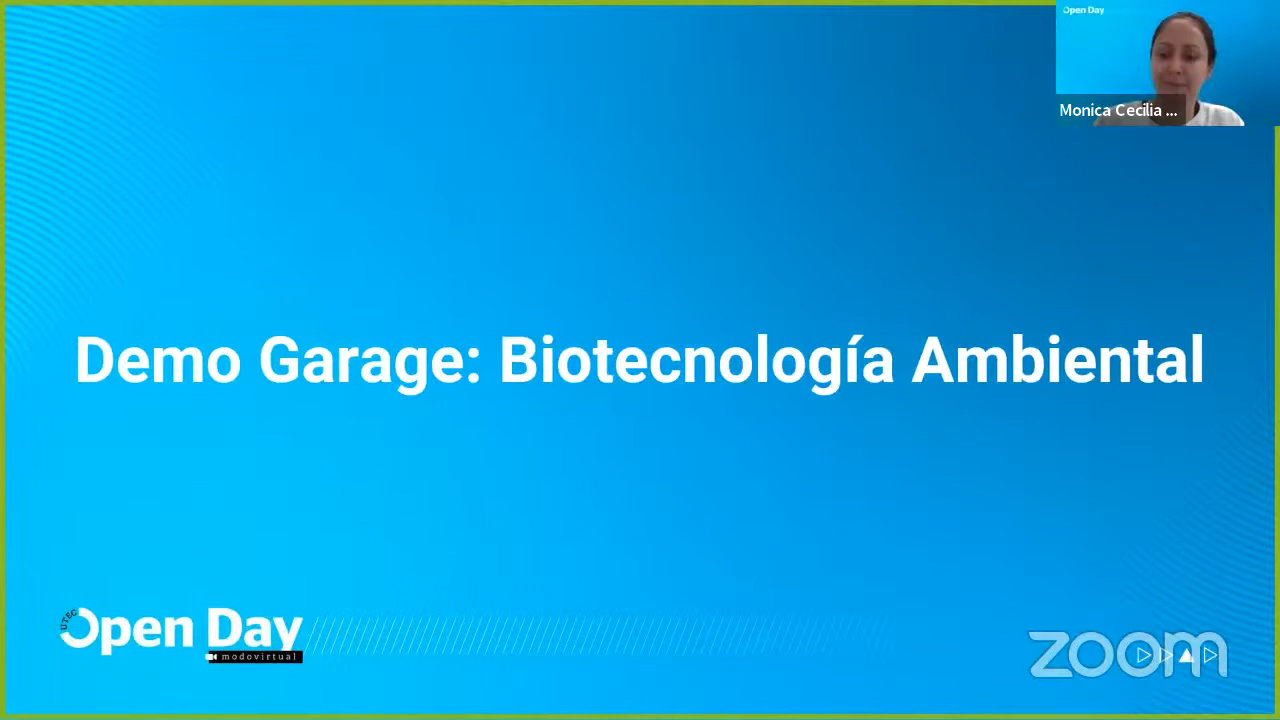 Open Day
Monica Cecilia ...
Demo Garage: Biotecnología Ambiental
UTEC
Open Day
modovirtual
zoom